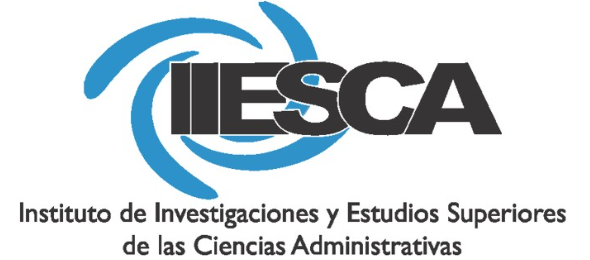 IIESCA
Instituto de Investigaciones y Estudios Superiores
de las Ciencias Administrativas